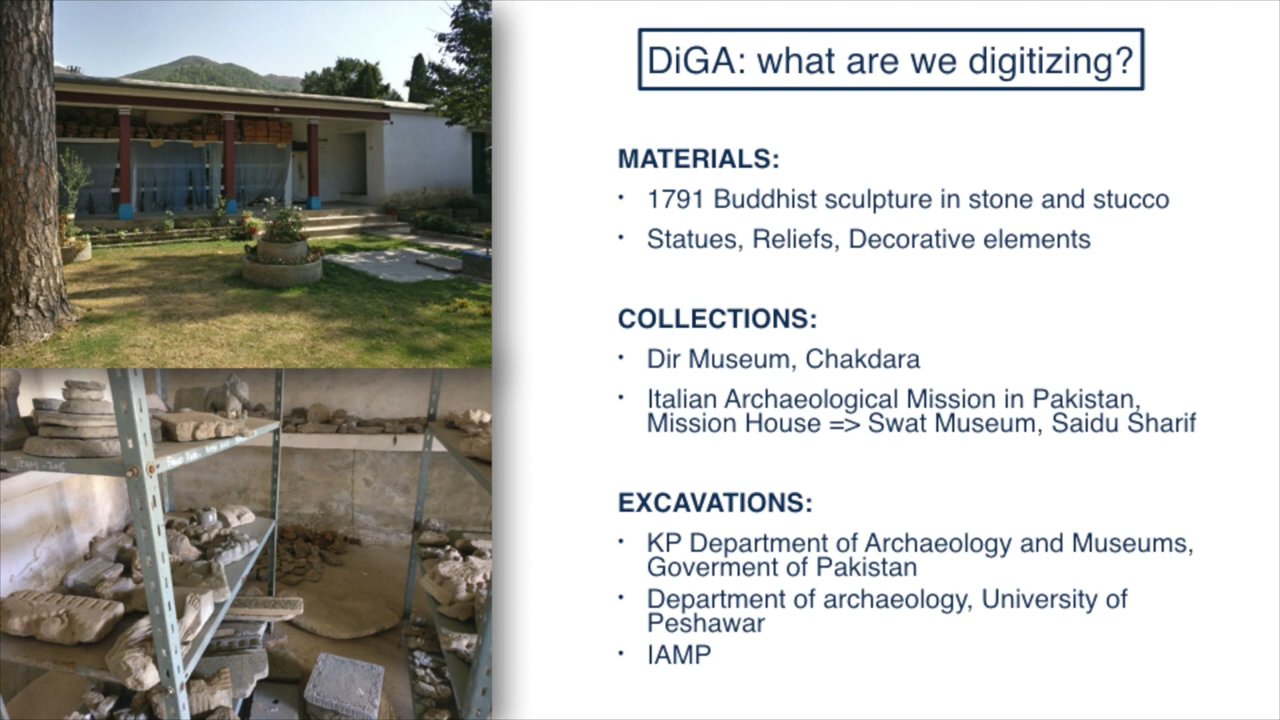 DiGA: what are we digitizing?
MATERIALS:
• 1791 Buddhist sculpture in stone and stucco
• Statues, Reliefs, Decorative elements
COLLECTIONS:
• Dir Museum, Chakdara
• Italian Archaeological Mission in Pakistan,
Mission House => Swat Museum, Saidu Sharif
EXCAVATIONS:
• KP Department of Archaeology and Museums,
Goverment of Pakistan
• Department of archaeology, University of
Peshawar
• IAMP